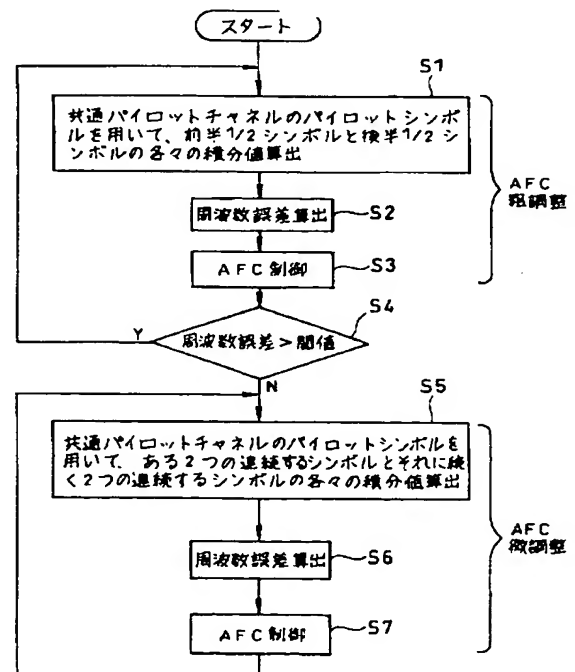 スタート
S1
共通パイロットチャネルのパイロットシンボ
ルを用いて、前半1/2シンボルと後半1/2シ
ンボルの各々の積分値算出
AFC
粗調整
周波数誤差算出
S2
AFC制御
S3
S4
周波数誤差>閾値
Y
N
S5
共通パイロットチャネルのパイロットシンボルを
用いて、ある2つの連続するシンボルとそれに続
く2つの連続するシンボルの各々の積分値算出
AFC
微調整
周波数誤差算出
S6
AFC制御
S7